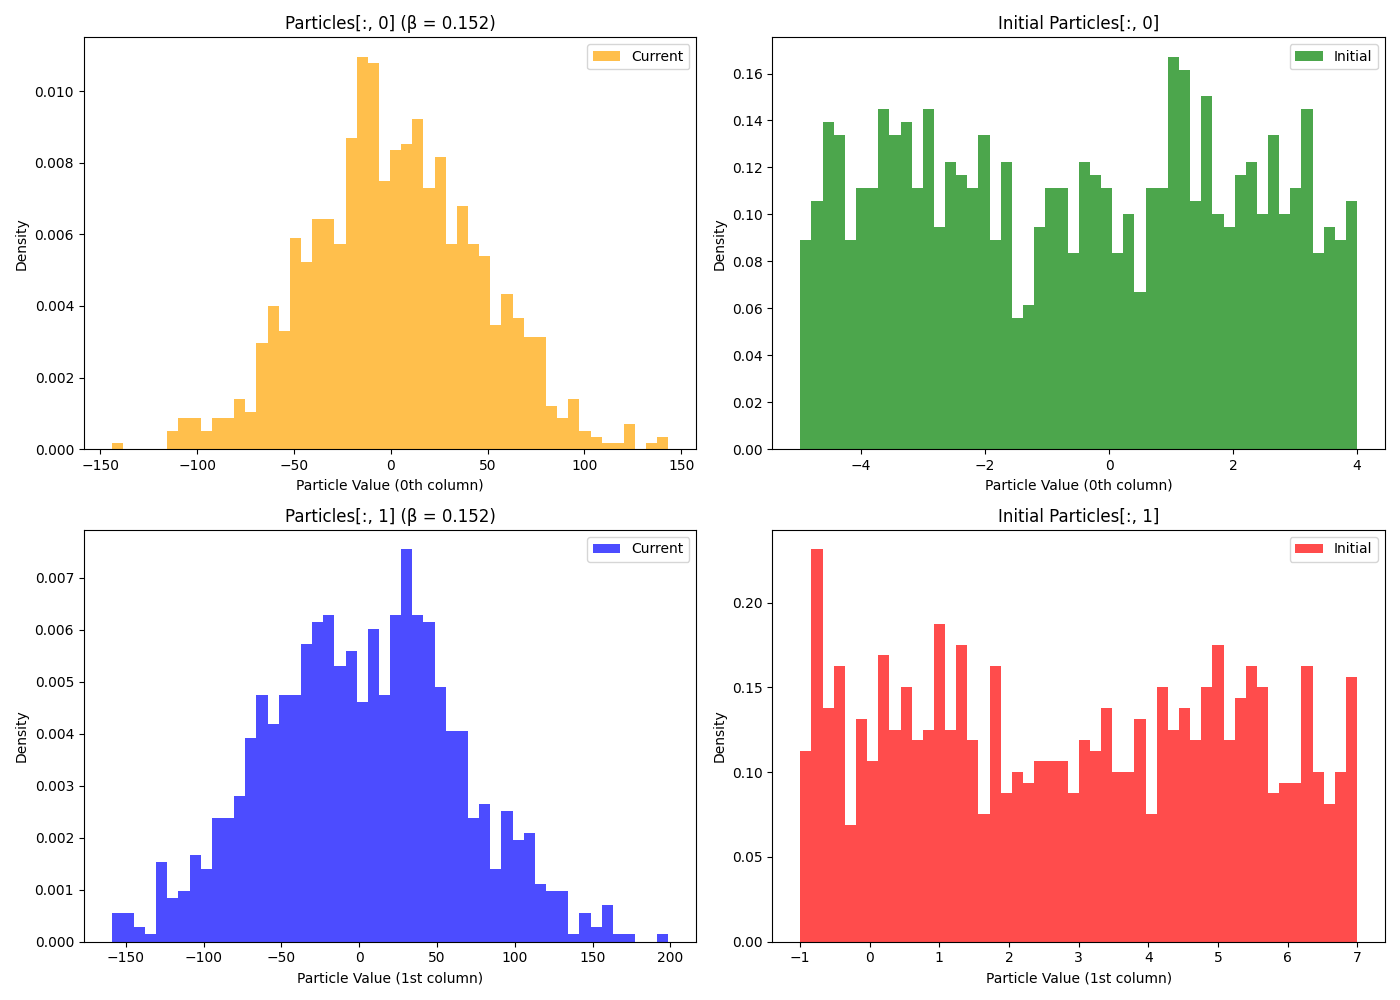 Particles[:, 0] (β = 0.152)
Current
0.010
0.008
0.006
0.004
0.002
0.000
Density
−150 −100 −50 0 50 100 150
Particle Value (0th column)
Initial Particles[:, 0]
Initial
0.16
0.14
0.12
0.10
0.08
0.06
0.04
0.02
0.00
Density
−4 −2 0 2 4
Particle Value (0th column)
Particles[:, 1] (β = 0.152)
Current
0.007
0.006
0.005
0.004
0.003
0.002
0.001
0.000
Density
−150 −100 −50 0 50 100 150 200
Particle Value (1st column)
Initial Particles[:, 1]
Initial
0.20
0.15
0.10
0.05
0.00
Density
−1 0 1 2 3 4 5 6 7
Particle Value (1st column)